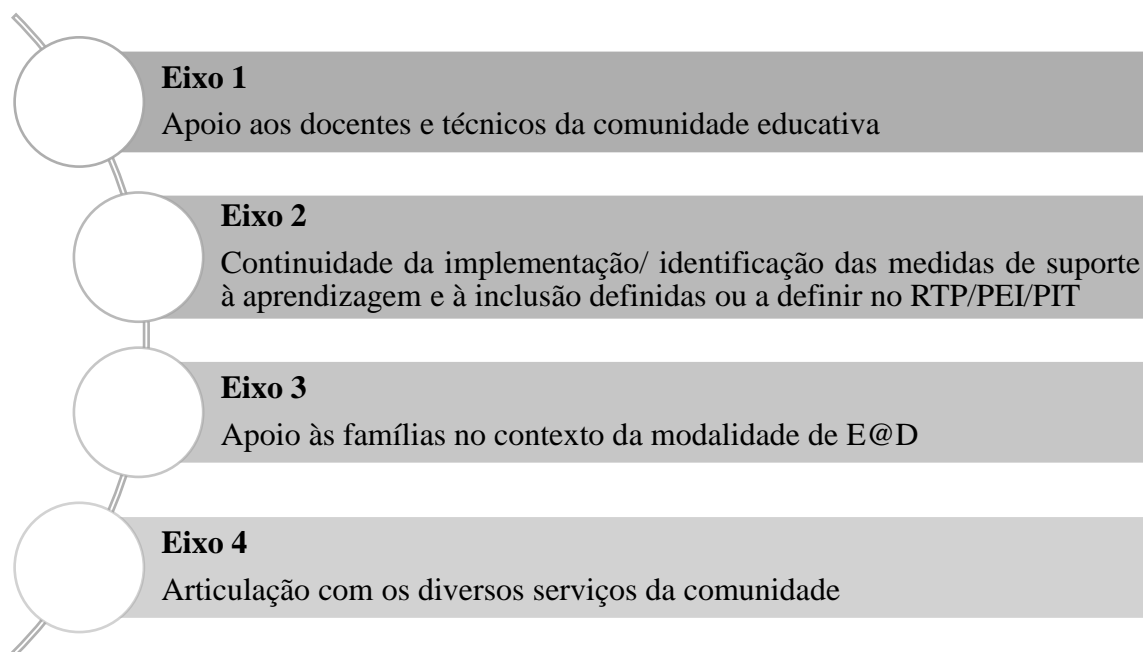 Eixo 1
Apoio aos docentes e técnicos da comunidade educativa
Eixo 2
Continuidade da implementação/ identificação das medidas de suporte
à aprendizagem e à inclusão definidas ou a definir no RTP/PEI/PIT
Eixo 3
Apoio às famílias no contexto da modalidade de E@D
Eixo 4
Articulação com os diversos serviços da comunidade